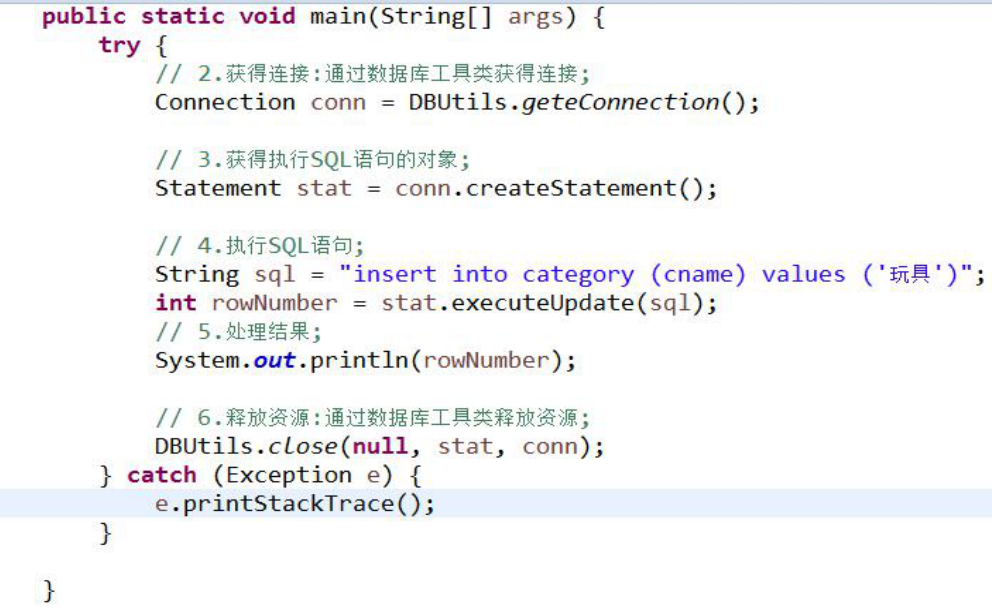 public static void main(String[] args) {
try {
// 2.获得连接:通过数据库工具类获得连接;
Connection conn = DBUtils.geteConnection();
// 3.获得执行SQL语句的对象;
Statement stat = conn.createStatement();
// 4.执行SQL语句;
String sql = "insert into category (cname) values ('玩具')";
int rowNumber = stat.executeUpdate(sql);
// 5.处理结果;
System.out.println(rowNumber);
// 6.释放资源:通过数据库工具类释放资源;
DBUtils.close(null, stat, conn);
} catch (Exception e) {
e.printStackTrace();
}
}